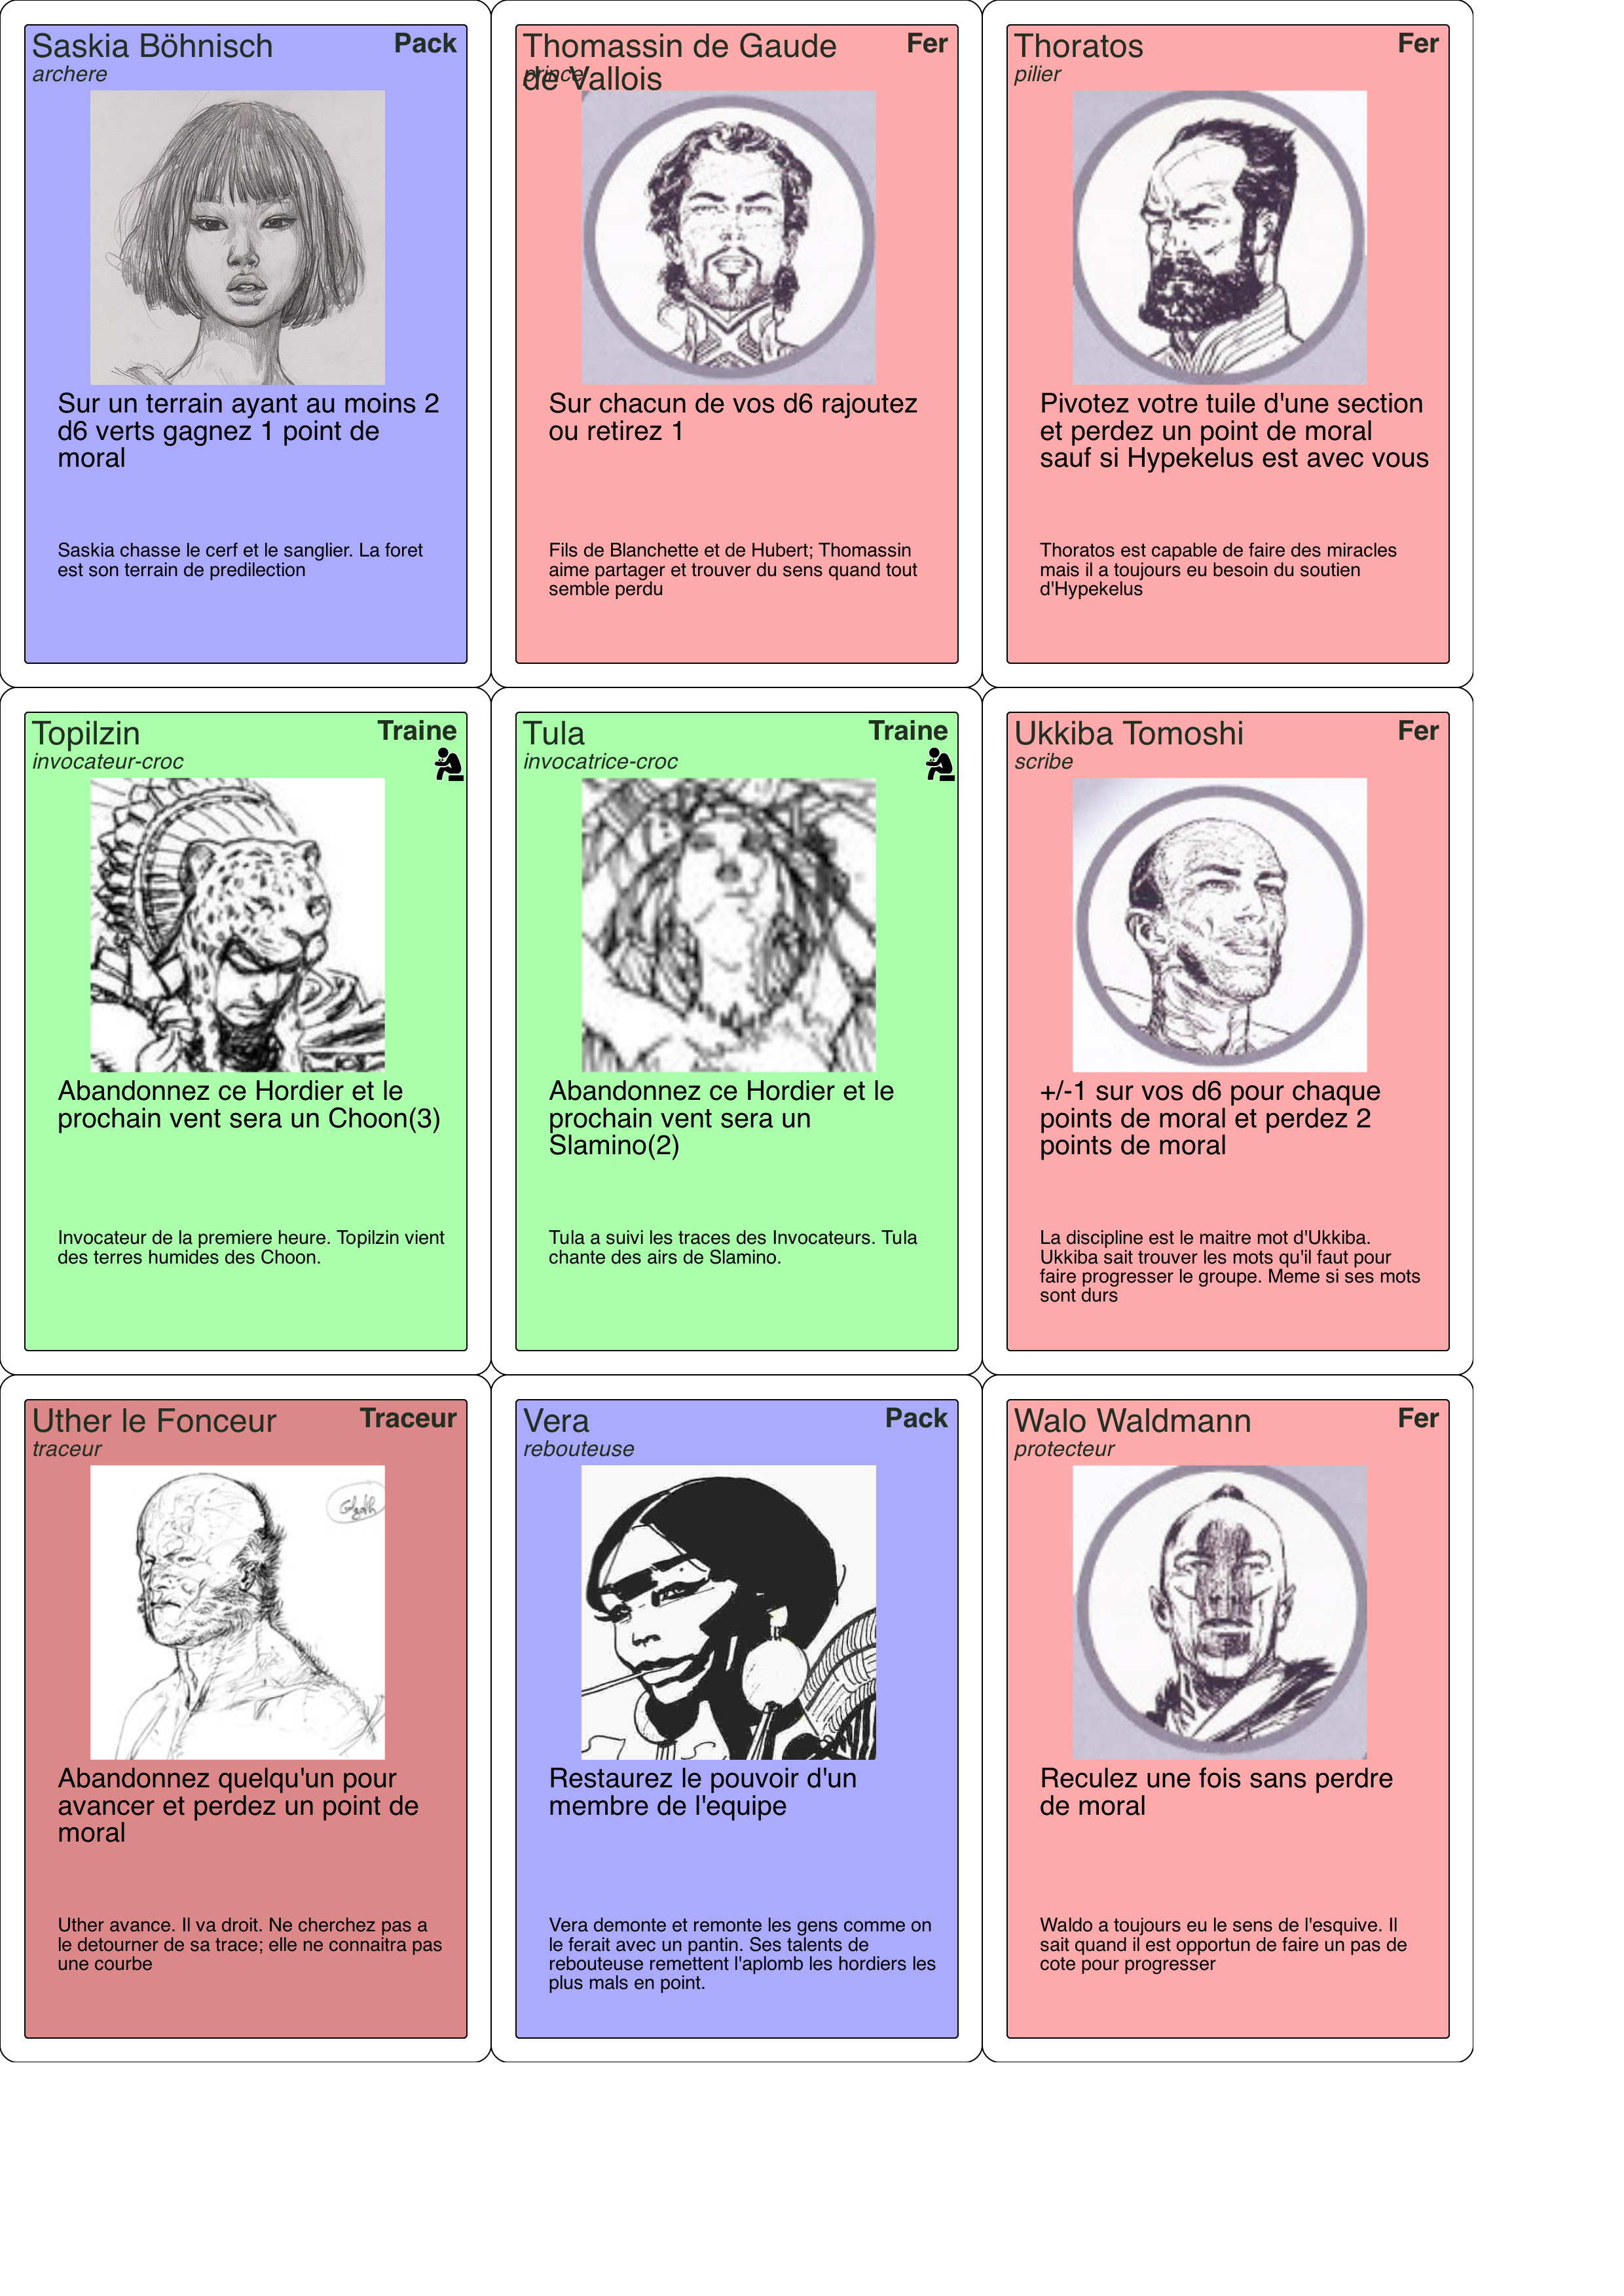 Saskia Böhnisch
Pack
archere
Sur un terrain ayant au moins 2
d6 verts gagnez 1 point de
moral
Saskia chasse le cerf et le sanglier. La foret
est son terrain de predilection
Thomassin de Gaude
de Vallois
Fer
prince
Sur chacun de vos d6 rajoutez
ou retirez 1
Fils de Blanchette et de Hubert; Thomassin
aime partager et trouver du sens quand tout
semble perdu
Thoratos
Fer
pilier
Pivotez votre tuile d'une section
et perdez un point de moral
sauf si Hypekelus est avec vous
Thoratos est capable de faire des miracles
mais il a toujours eu besoin du soutien
d'Hypekelus
Topilzin
Traine
invocateur-croc
Abandonnez ce Hordier et le
prochain vent sera un Choon(3)
Invocateur de la premiere heure. Topilzin vient
des terres humides des Choon.
Tula
Traine
invocatrice-croc
Abandonnez ce Hordier et le
prochain vent sera un
Slamino(2)
Tula a suivi les traces des Invocateurs. Tula
chante des airs de Slamino.
Ukkiba Tomoshi
Fer
scribe
+/-1 sur vos d6 pour chaque
points de moral et perdez 2
points de moral
La discipline est le maitre mot d'Ukkiba.
Ukkiba sait trouver les mots qu'il faut pour
faire progresser le groupe. Meme si ses mots
sont durs
Uther le Fonceur
Traceur
traceur
Abandonnez quelqu'un pour
avancer et perdez un point de
moral
Uther avance. Il va droit. Ne cherchez pas a
le detourner de sa trace; elle ne connaitra pas
une courbe
Vera
Pack
rebouteuse
Restaurez le pouvoir d'un
membre de l'equipe
Vera demonte et remonte les gens comme on
le ferait avec un pantin. Ses talents de
rebouteuse remettent l'aplomb les hordiers les
plus mals en point.
Walo Waldmann
Fer
protecteur
Reculez une fois sans perdre
de moral
Waldo a toujours eu le sens de l'esquive. Il
sait quand il est opportun de faire un pas de
cote pour progresser